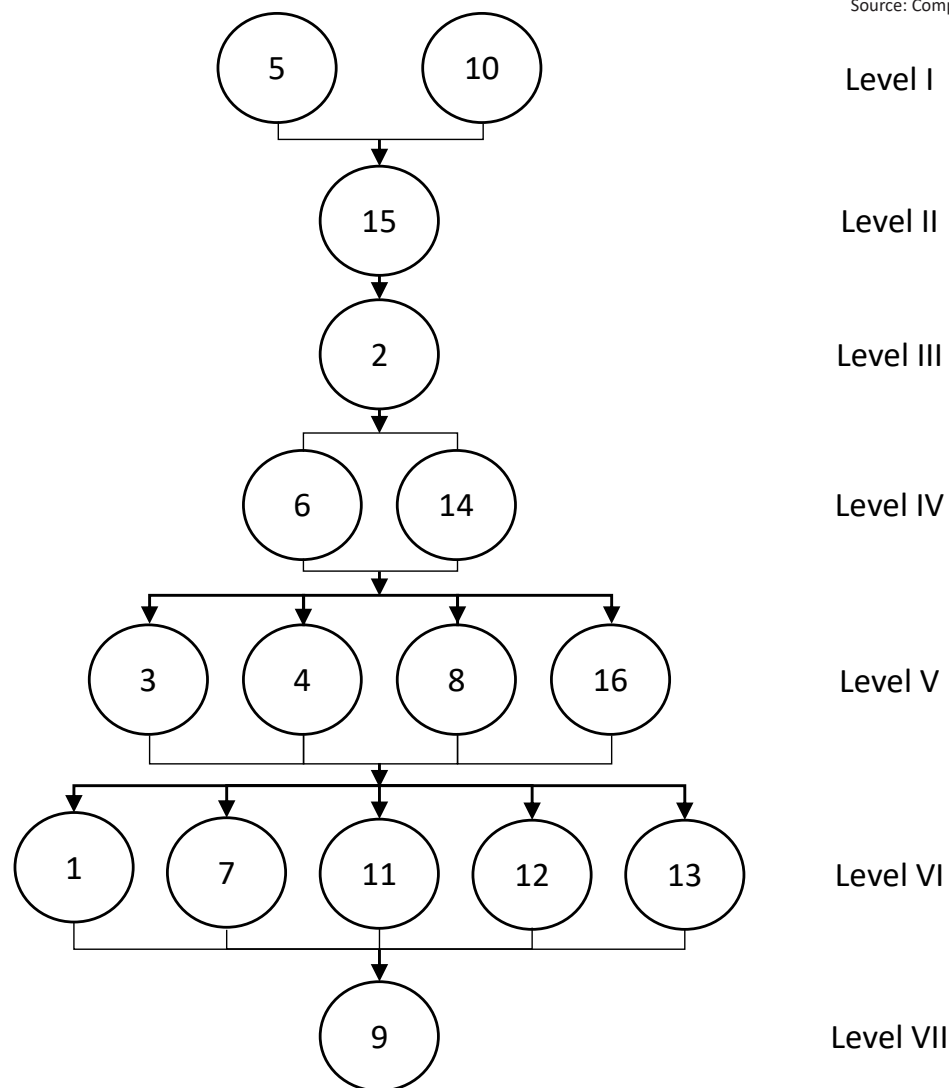 Source: Comp
5 10 Level I
15 Level II
2 Level III
6 14 Level IV
3 4 8 16 Level V
1 7 11 12 13 Level VI
9 Level VII